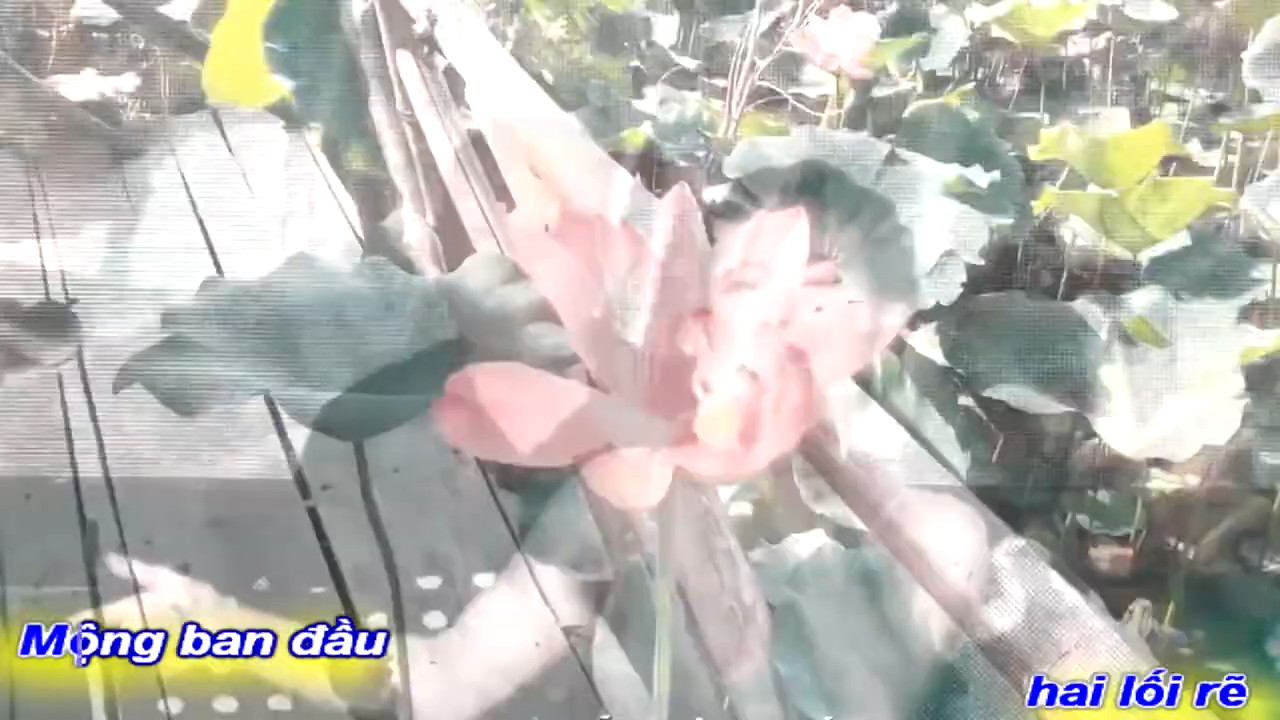 Mộng ban đầu
hai lối rẽ